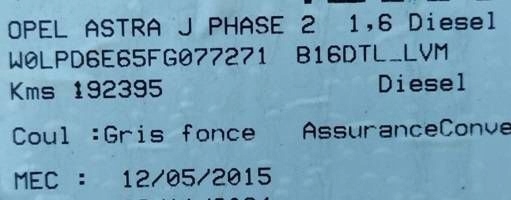 OPEL ASTRA J PHASE 2 1,6 Diesel
W0LPD6E65FG077271 B16DTL_LVM
Kms 192395 Diesel
Coul :Gris fonce AssuranceConve
MEC : 12/05/2015